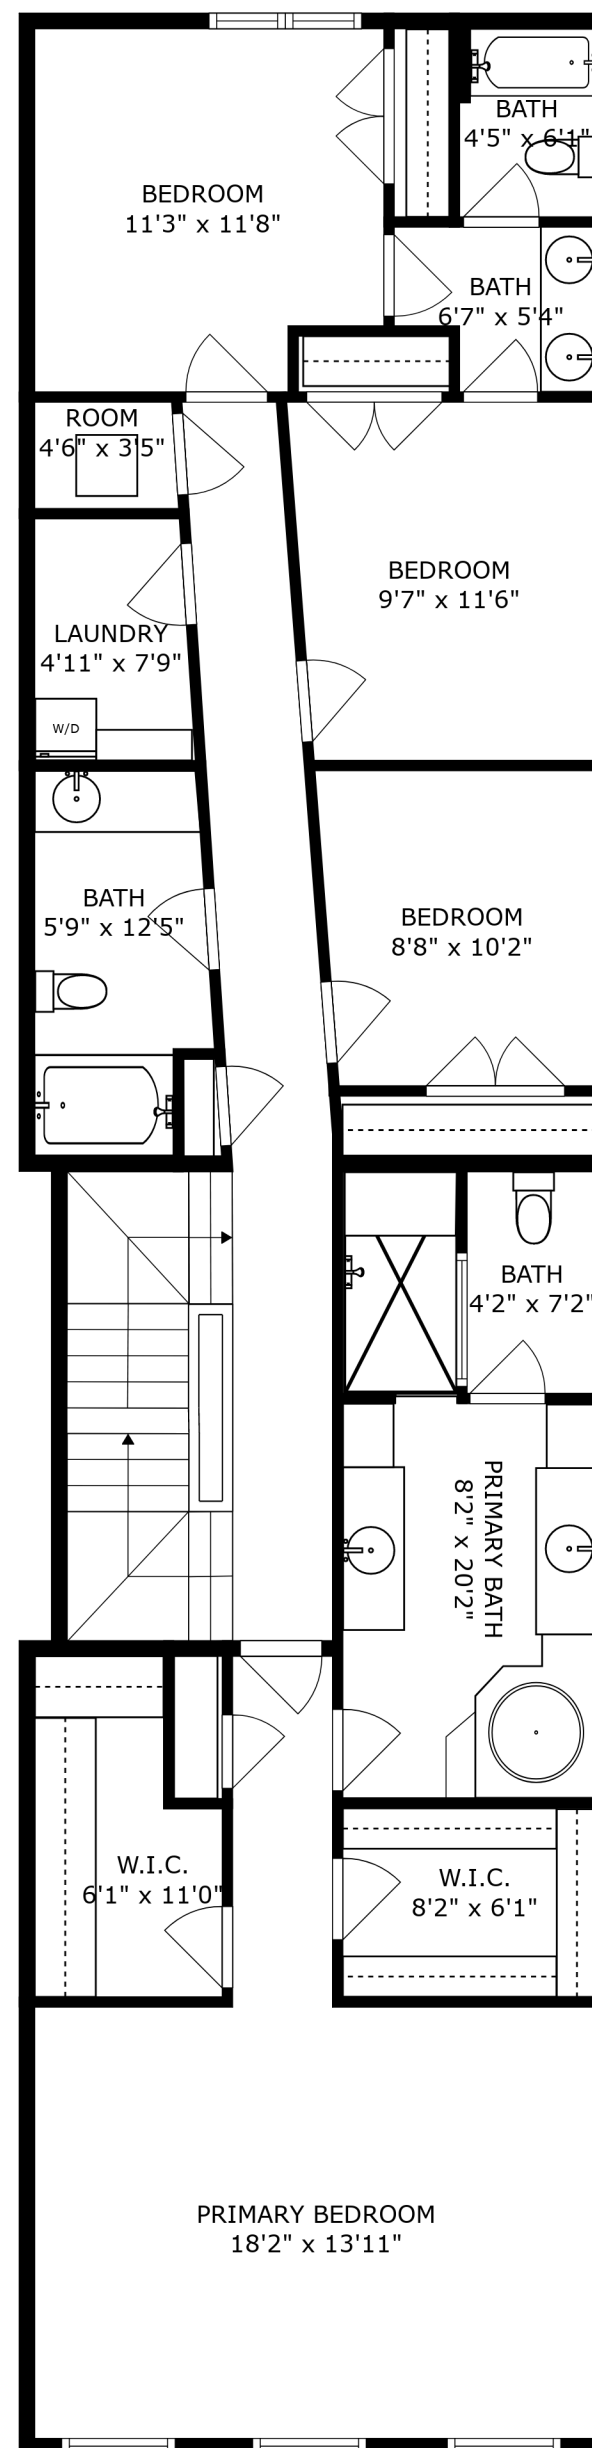 BATH
4'5" x 6'1"
BEDROOM
11'3" x 11'8"
BATH
6'7" x 5'4"
ROOM
4'6" x 3'5"
BEDROOM
9'7" x 11'6"
LAUNDRY
4'11" x 7'9"
W/D
BATH
5'9" x 12'5"
BEDROOM
8'8" x 10'2"
BATH
4'2" x 7'2"
PRIMARY BATH
8'2" x 20'2"
W.I.C.
6'1" x 11'0"
W.I.C.
8'2" x 6'1"
PRIMARY BEDROOM
18'2" x 13'11"